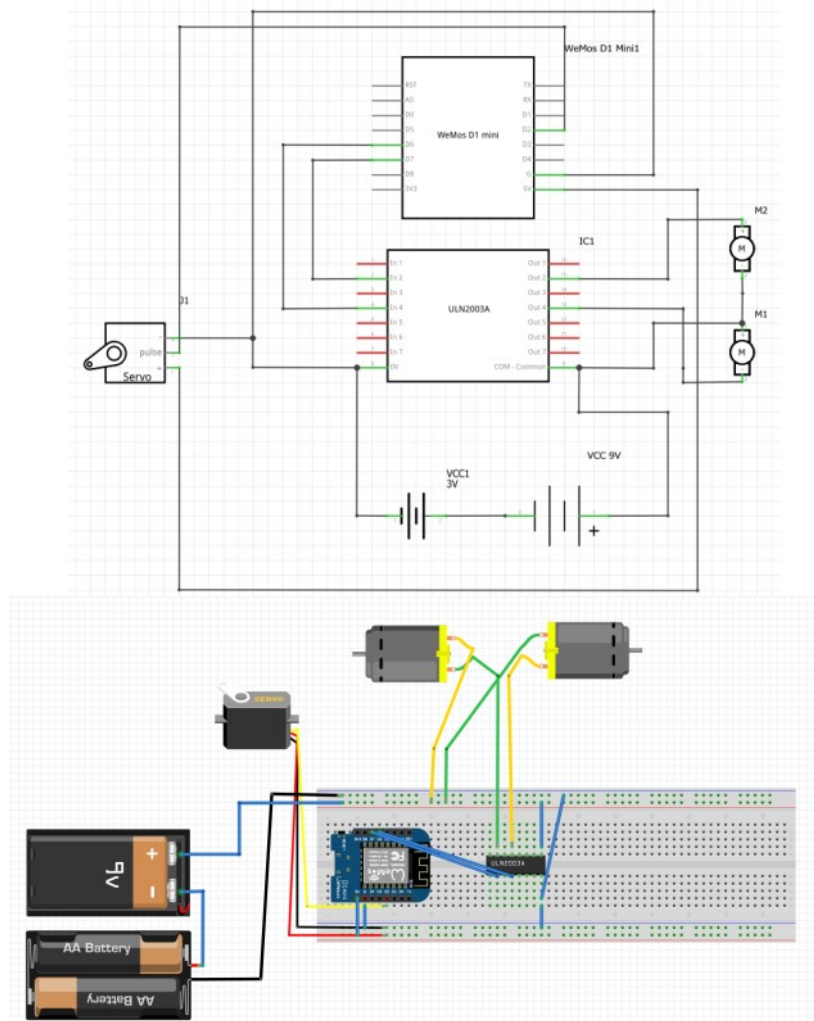 WeMos D1 Mini1
RST
TX
A0
RX
D0
D1
D5
D2
WeMos D1 mini
D6
D3
D7
D4
D8
G
3V3
5V
M2
M
IC1
In 1
Out 1
In 2
Out 2
In 3
Out 3
J1
ULN2003A
In 4
Out 4
M1
In 5
Out 5
In 6
Out 6
pulse
M
In 7
Out 7
+
0V
COM - Common
Servo
VCC 9V
VCC1
3V
+
SERVO
+
9v
ULN2003A
WeMos
−
AA Battery
AA Battery